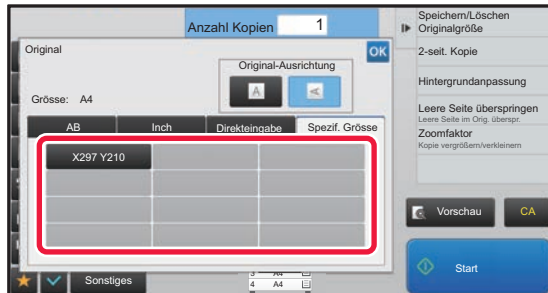 Anzahl Kopien 1
Original
OK
Original-Ausrichtung
A A
Grösse: A4
AB Inch Direkteingabe Spezif. Grösse
X297 Y210
Sonstiges
3 A4
4 A4
Speichern/Löschen
Originalgröße
2-seit. Kopie
Hintergrundanpassung
Leere Seite überspringen
Leere Seite im Orig. überspr.
Zoomfaktor
Kopie vergrößern/verkleinern
Vorschau CA
Start